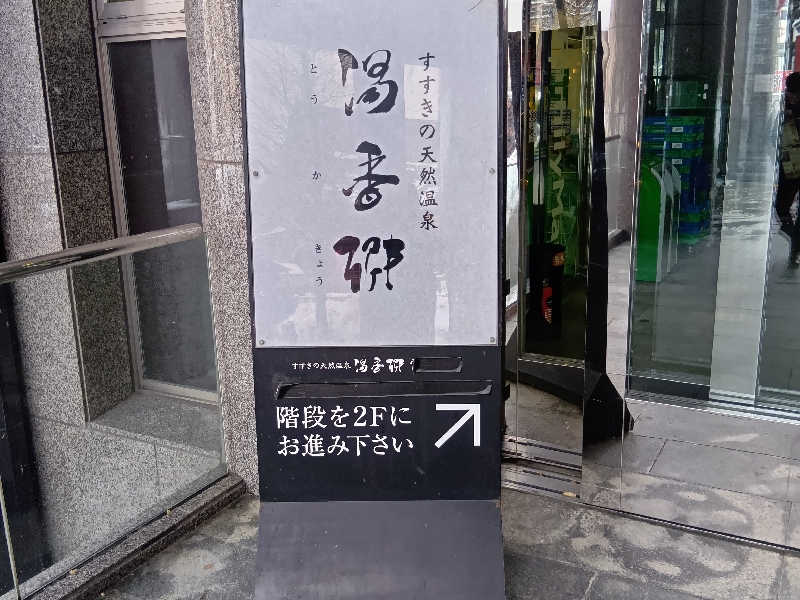 すすきの天然温泉
湯香郷
とうかきょう
すすきの天然温泉 湯香郷
階段を2Fに
お進み下さい